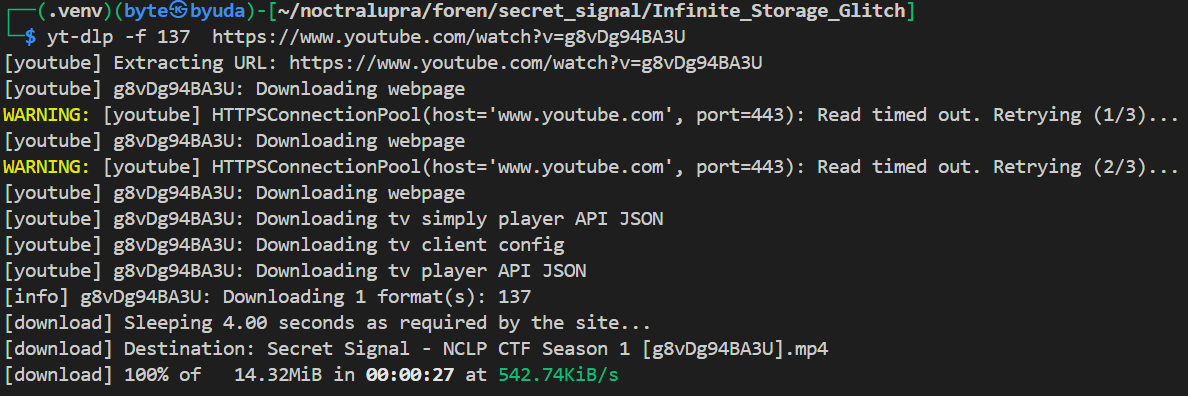 ┌──(.venv)(byte㉿byuda)-[~/noctralupra/foren/secret_signal/Infinite_Storage_Glitch]
└─$ yt-dlp -f 137  https://www.youtube.com/watch?v=g8vDg94BA3U
[youtube] Extracting URL: https://www.youtube.com/watch?v=g8vDg94BA3U
[youtube] g8vDg94BA3U: Downloading webpage
WARNING: [youtube] HTTPSConnectionPool(host='www.youtube.com', port=443): Read timed out. Retrying (1/3)...
[youtube] g8vDg94BA3U: Downloading webpage
WARNING: [youtube] HTTPSConnectionPool(host='www.youtube.com', port=443): Read timed out. Retrying (2/3)...
[youtube] g8vDg94BA3U: Downloading webpage
[youtube] g8vDg94BA3U: Downloading tv simply player API JSON
[youtube] g8vDg94BA3U: Downloading tv client config
[youtube] g8vDg94BA3U: Downloading tv player API JSON
[info] g8vDg94BA3U: Downloading 1 format(s): 137
[download] Sleeping 4.00 seconds as required by the site...
[download] Destination: Secret Signal - NCLP CTF Season 1 [g8vDg94BA3U].mp4
[download] 100% of   14.32MiB in 00:00:27 at 542.74KiB/s